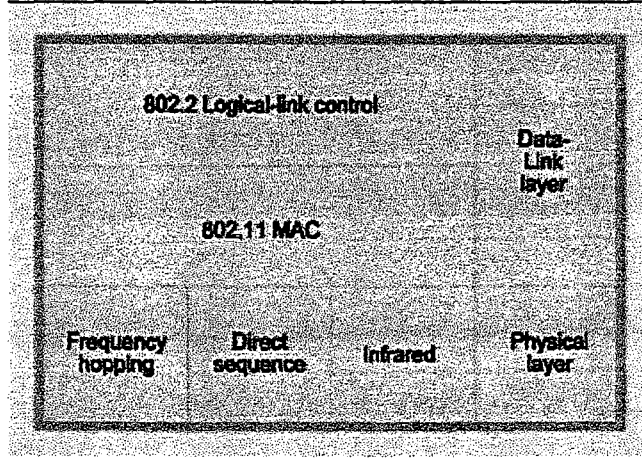 802.2 Logical-link control
Data-
Link
layer
802.11 MAC
Frequency
hopping
Direct
sequence
Infrared
Physical
layer